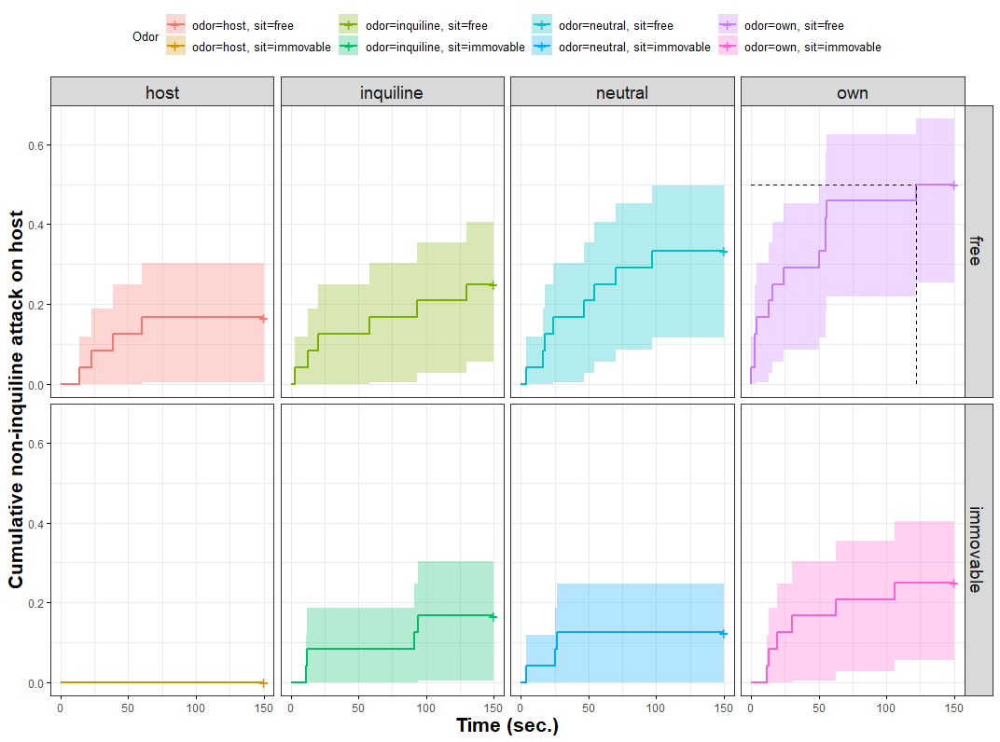 Odor
odor=host, sit=free
odor=inquiline, sit=free
odor=neutral, sit=free
odor=own, sit=free
odor=host, sit=immovable
odor=inquiline, sit=immovable
odor=neutral, sit=immovable
odor=own, sit=immovable
host
inquiline
neutral
own
Cumulative non-inquiline attack on host
0.6
0.4
0.2
0.0
free
0.6
0.4
0.2
0.0
immovable
0 50 100 150
0 50 100 150
0 50 100 150
0 50 100 150
Time (sec.)